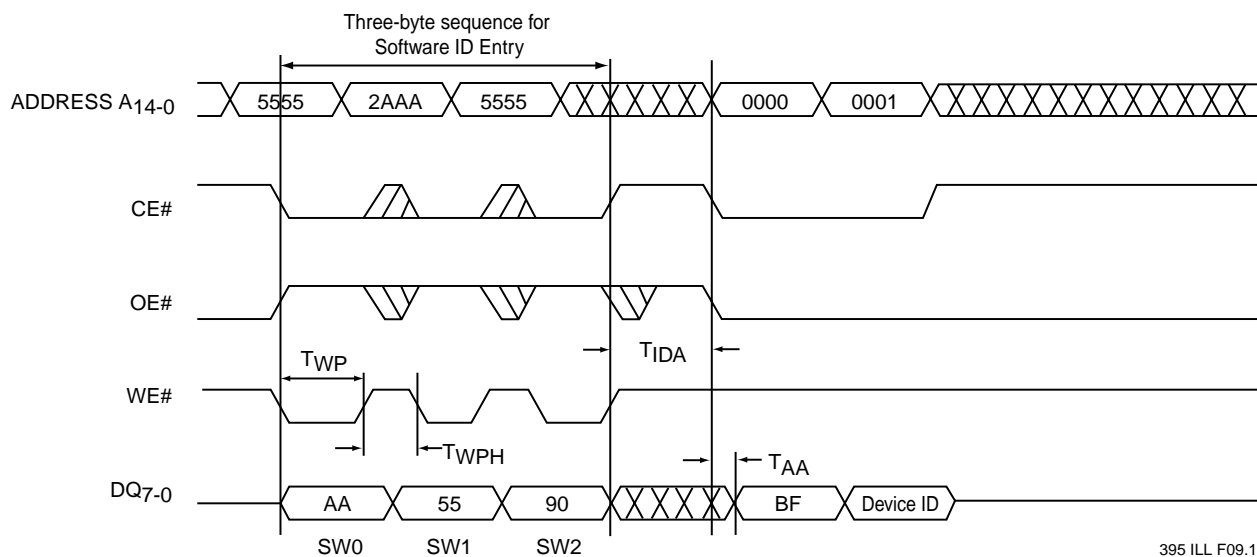 Three-byte sequence for
Software ID Entry
ADDRESS A14-0
5555 2AAA 5555 0000 0001
CE#
OE#
TWP
TIDA
WE#
TWPH
TAA
DQ7-0
AA 55 90 BF Device ID
SW0 SW1 SW2
395 ILL F09.1